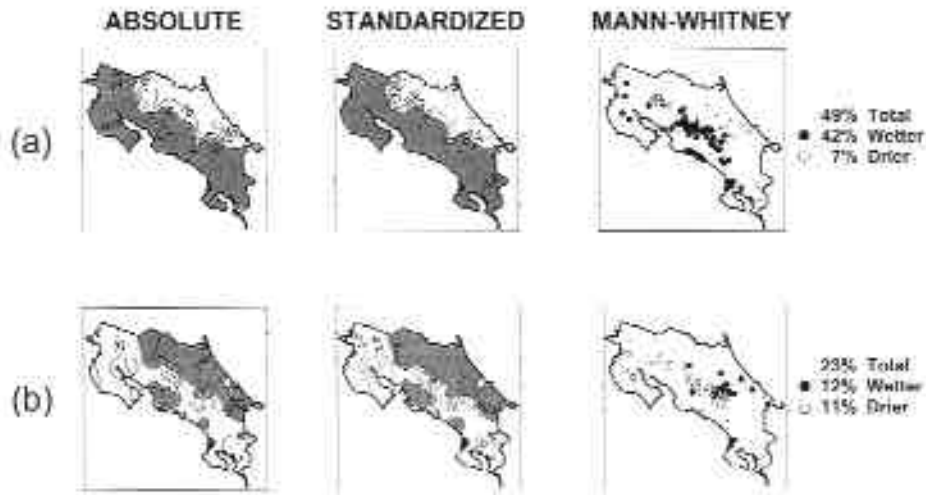 ABSOLUTE STANDARDIZED MANN-WHITNEY
(a)
49% Total
42% Wetter
7% Drier
(b)
23% Total
12% Wetter
11% Drier